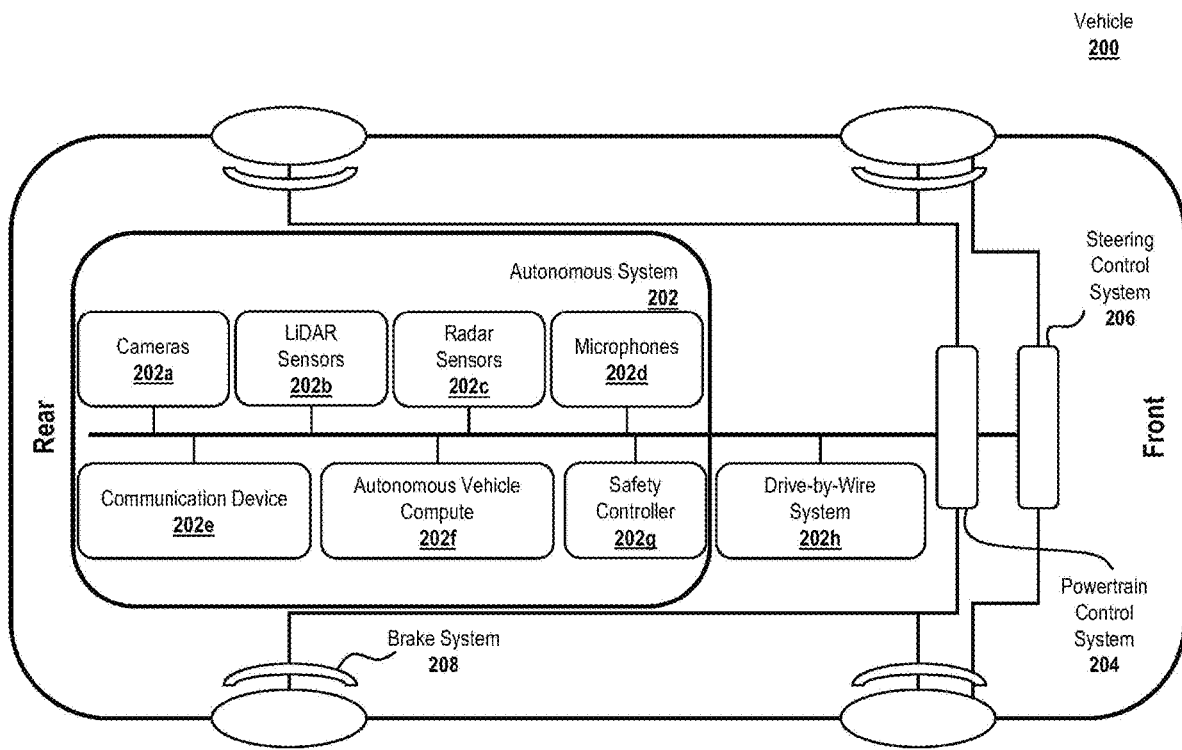 Vehicle
200
Steering
Control
System
206
Autonomous System
202
Cameras
202a
LiDAR
Sensors
202b
Radar
Sensors
202c
Microphones
202d
Rear
Front
Communication Device
202e
Autonomous Vehicle
Compute
202f
Safety
Controller
202g
Drive-by-Wire
System
202h
Brake System
208
Powertrain
Control
System
204